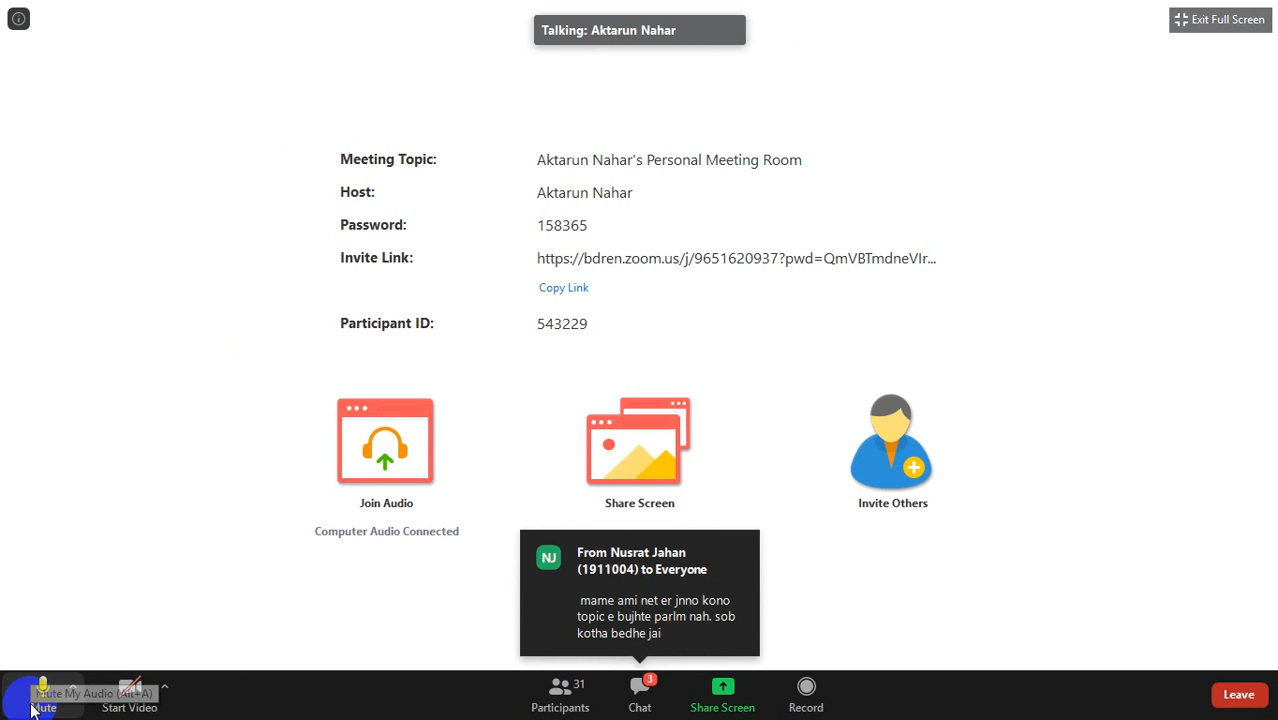 Talking: Aktarun Nahar
Exit Full Screen
Meeting Topic: Aktarun Nahar's Personal Meeting Room
Host: Aktarun Nahar
Password: 158365
Invite Link: https://bdren.zoom.us/j/9651620937?pwd=QmVBTmdneVIr...
Copy Link
Participant ID: 543229
Join Audio
Share Screen
Invite Others
Computer Audio Connected
NJ
From Nusrat Jahan
(1911004) to Everyone
mame ami net er jnno kono
topic e bujhte parlm nah. sob
kotha bedhe jai
Mute My Audio (Alt+A)
Mute
Start Video
31
Participants
3
Chat
Share Screen
Record
Leave